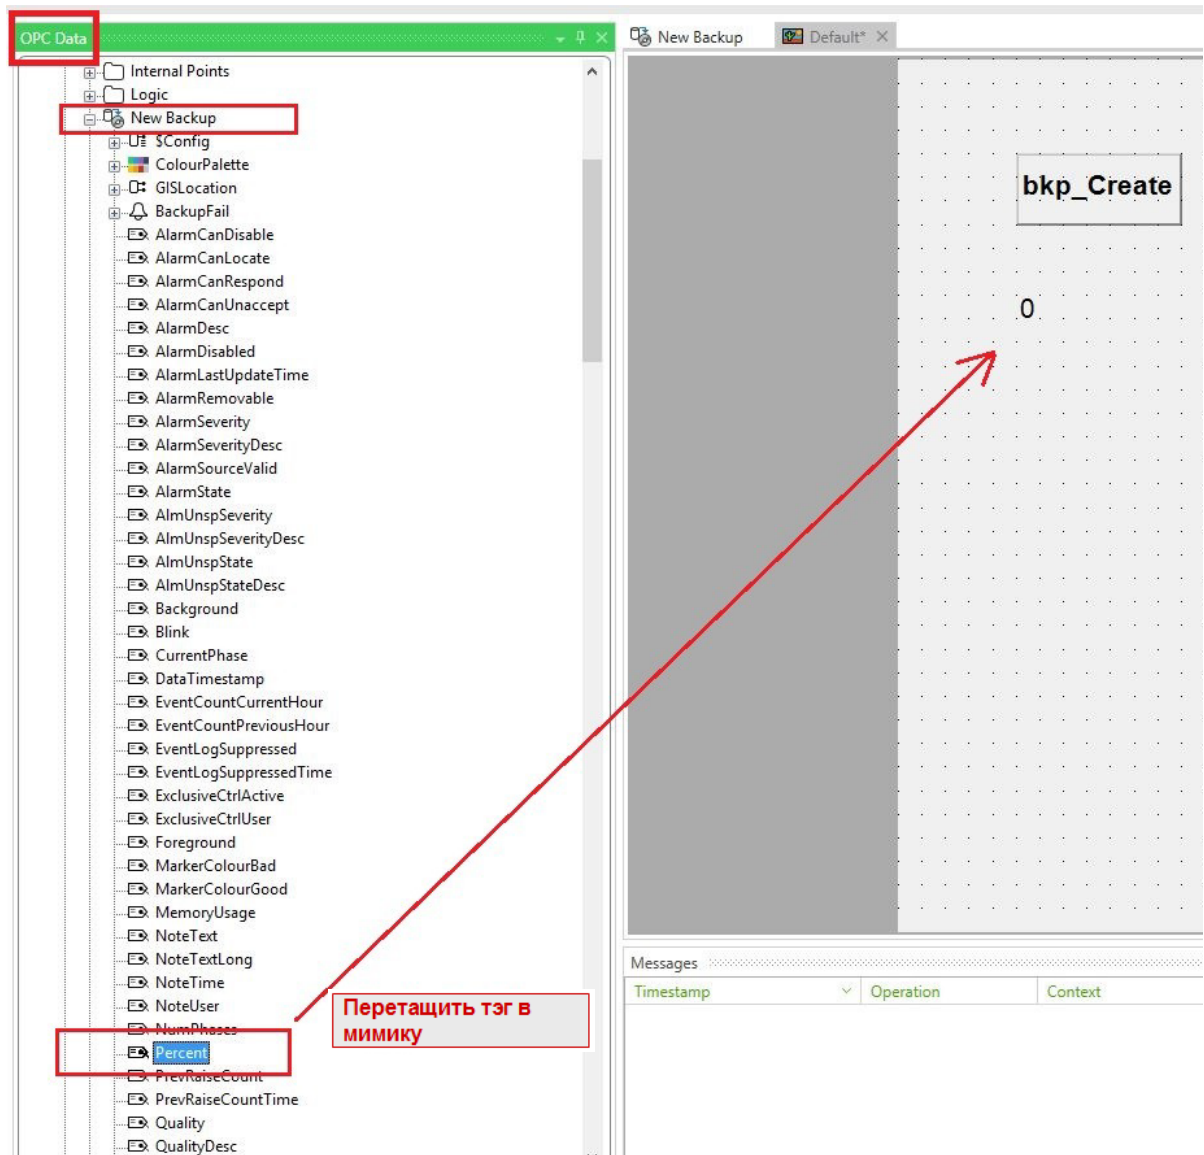 OPC Data
Internal Points
Logic
New Backup
$Config
ColourPalette
GISLocation
BackupFail
AlarmCanDisable
AlarmCanLocate
AlarmCanRespond
AlarmCanUnaccept
AlarmDesc
AlarmDisabled
AlarmLastUpdateTime
AlarmRemovable
AlarmSeverity
AlarmSeverityDesc
AlarmSourceValid
AlarmState
AlmUnspSeverity
AlmUnspSeverityDesc
AlmUnspState
AlmUnspStateDesc
Background
Blink
CurrentPhase
DataTimestamp
EventCountCurrentHour
EventCountPreviousHour
EventLogSuppressed
EventLogSuppressedTime
ExclusiveCtrlActive
ExclusiveCtrlUser
Foreground
MarkerColourBad
MarkerColourGood
MemoryUsage
NoteText
NoteTextLong
NoteTime
NoteUser
NumPhases
Percent
PrevRaiseCount
PrevRaiseCountTime
Quality
QualityDesc
Перетащить тэг в
мимику
New Backup
Default*
bkp_Create
0
Messages
Timestamp Operation Context